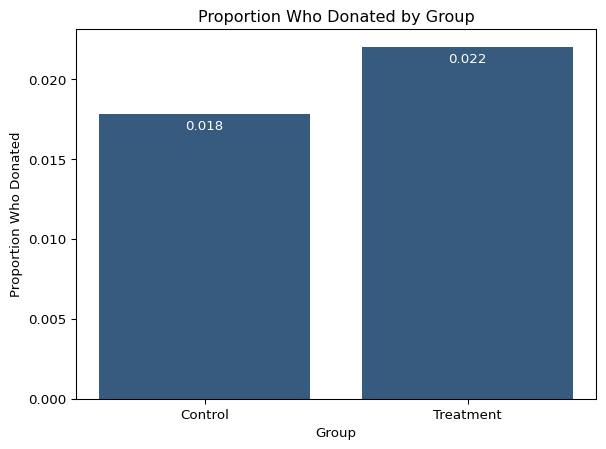 Proportion Who Donated by Group
Proportion Who Donated
0.020
0.015
0.010
0.005
0.000
0.018
0.022
Control
Treatment
Group